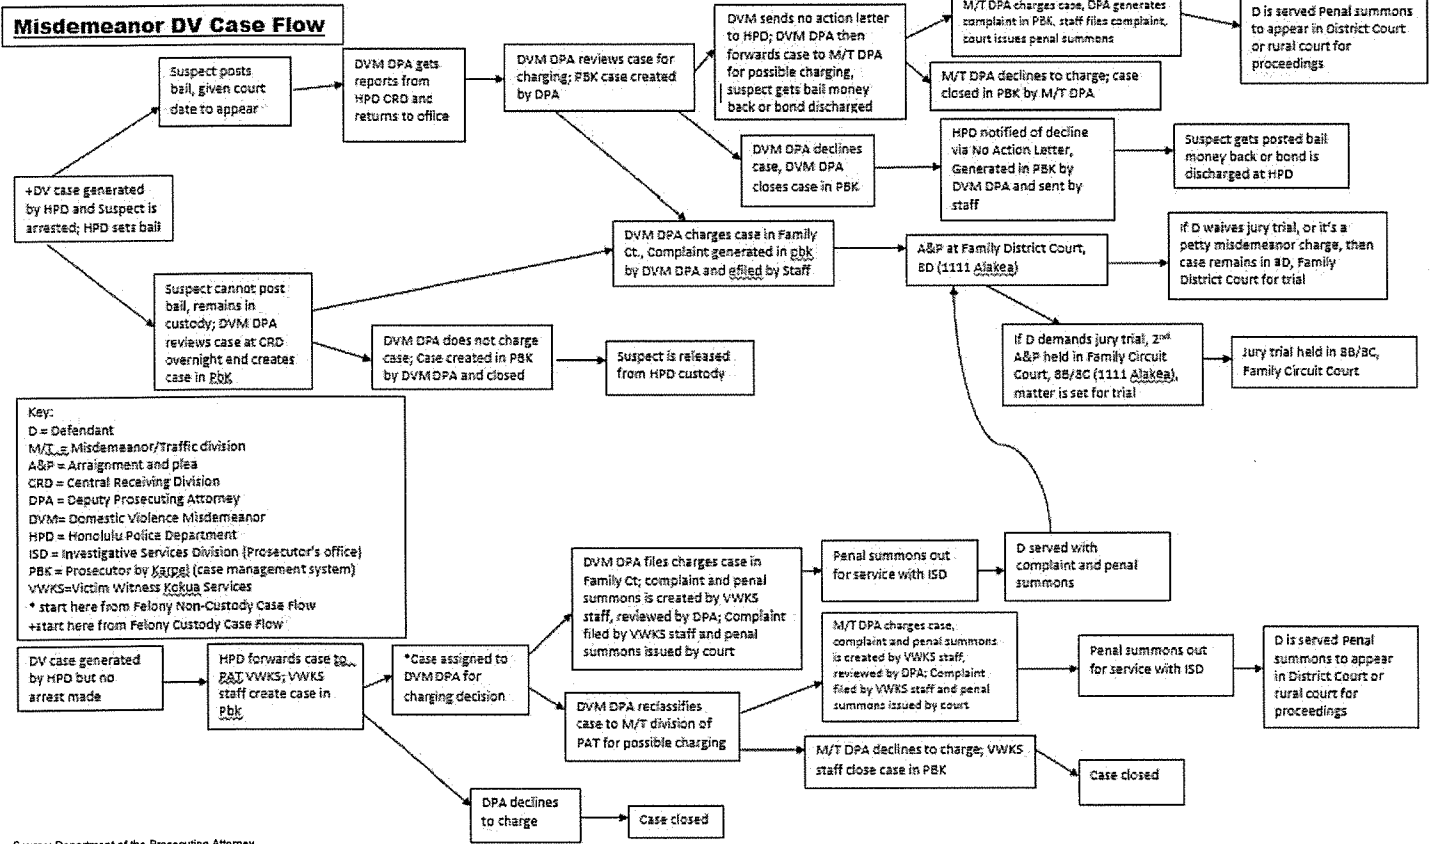 Misdemeanor DV Case Flow
Suspect posts
bail, given court
date to appear
DVM DPA gets
reports from
HPD CRD and
returns to office
DVM DPA reviews case for
charging; PBK case created
by DPA
DVM sends no action letter
to HPD; DVM DPA then
forwards case to M/T DPA
for possible charging,
suspect gets bail money
back or bond discharged
M/T DPA charges case, DPA generates
complaint in PBK, staff files complaint,
court issues penal summons
D is served Penal summons
to appear in District Court
or rural court for
proceedings
M/T DPA declines to charge; case
closed in PBK by M/T DPA
DVM DPA declines
case, DVM DPA
closes case in PBK
HPD notified of decline
via No Action Letter,
Generated in PBK by
DVM DPA and sent by
staff
Suspect gets posted bail
money back or bond is
discharged at HPD
+DV case generated
by HPD and Suspect is
arrested; HPD sets bail
DVM DPA charges case in Family
Ct., Complaint generated in pbk
by DVM DPA and efiled by Staff
A&P at Family District Court,
8D (1111 Alakea)
If D waives jury trial, or it's a
petty misdemeanor charge, then
case remains in 8D, Family
District Court for trial
Suspect cannot post
bail, remains in
custody; DVM DPA
reviews case at CRD
overnight end creates
case in PbK
DVM DPA does not charge
case; Case created in PBK
by DVM DPA and closed
Suspect is released
from HPD custody
If D demands jury trial, 2nd
A&P held in Family Circuit
Court, 8B/8C (1111 Alakea),
matter is set for trial
Jury trial held in 8B/8C,
Family Circuit Court
Key:
D = Defendant
M/T = Misdemeanor/Traffic division
A&P = Arraignment and plea
CRD = Central Receiving Division
DPA = Deputy Prosecuting Attorney
DVM= Domestic Violence Misdemeanor
HPD = Honolulu Police Department
ISD = Investigative Services Division (Prosecutor's office)
PBK = Prosecutor by Karpel (case management system)
VWKS=Victim Witness Kokua Services
* start here from Felony Non-Custody Case Flow
+start here from Felony Custody Case Flow
DV case generated
by HPD but no
arrest made
HPD forwards case to
PAT VWKS; VWKS
staff create case in
Pbk
*Case assigned to
DVM DPA for
charging decision
DVM DPA files charges case in
Family Ct; complaint and penal
summons is created by VWKS
staff, reviewed by DPA; Complaint
filed by VWKS staff and penal
summons issued by court
Penal summons out
for service with ISD
D served with
complaint and penal
summons
DVM DPA reclassifies
case to M/T division of
PAT for possible charging
M/T DPA charges case,
complaint and penal summons
is created by VWKS staff,
reviewed by DPA; Complaint
filed by VWKS staff and penal
summons issued by court
Penal summons out
for service with ISD
D is served Penal
summons to appear
in District Court or
rural court for
proceedings
M/T DPA declines to charge; VWKS
staff close case in PBK
Case closed
DPA declines
to charge
Case closed
Source: Department of the Prosecuting Attorney